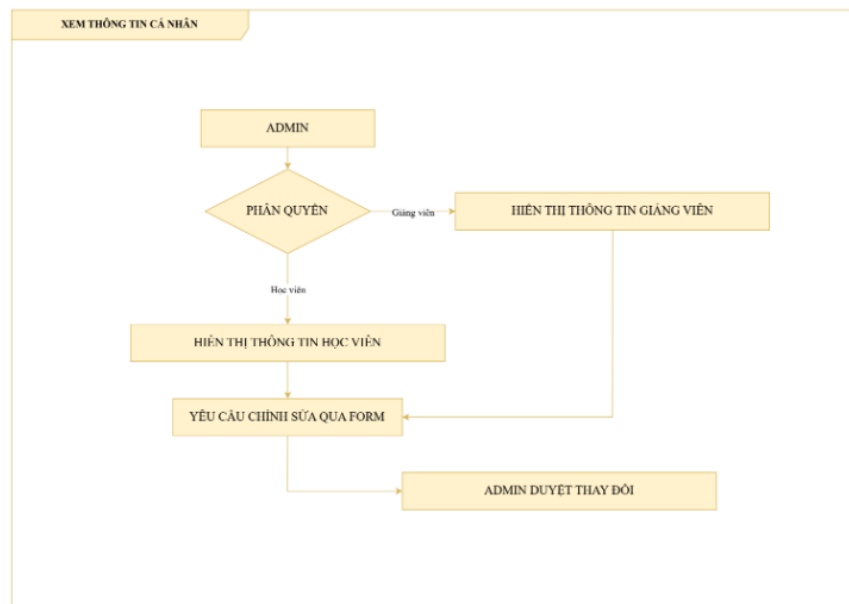 XEM THÔNG TIN CÁ NHÂN
ADMIN
PHÂN QUYỀN
Giảng viên
HIỂN THỊ THÔNG TIN GIẢNG VIÊN
Học viên
HIỂN THỊ THÔNG TIN HỌC VIÊN
YÊU CẦU CHỈNH SỬA QUA FORM
ADMIN DUYỆT THAY ĐỔI